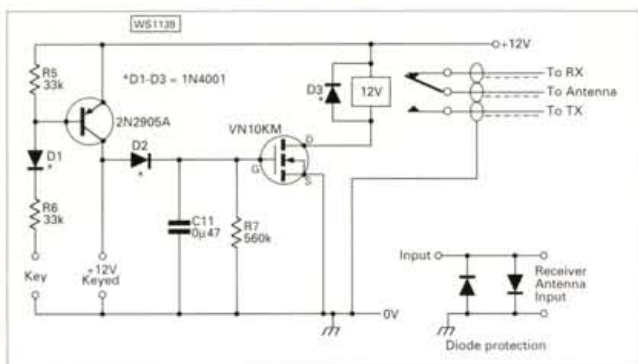 WS1139
+12V
R5
33k
*D1-D3 = 1N4001
D3
*
12V
To RX
To Antenna
To TX
2N2905A
VN10KM
D
G
S
D1
*
D2
*
R6
33k
C11
0µ47
R7
560k
Key
+12V
Keyed
0V
Input
Receiver
Antenna
Input
Diode protection